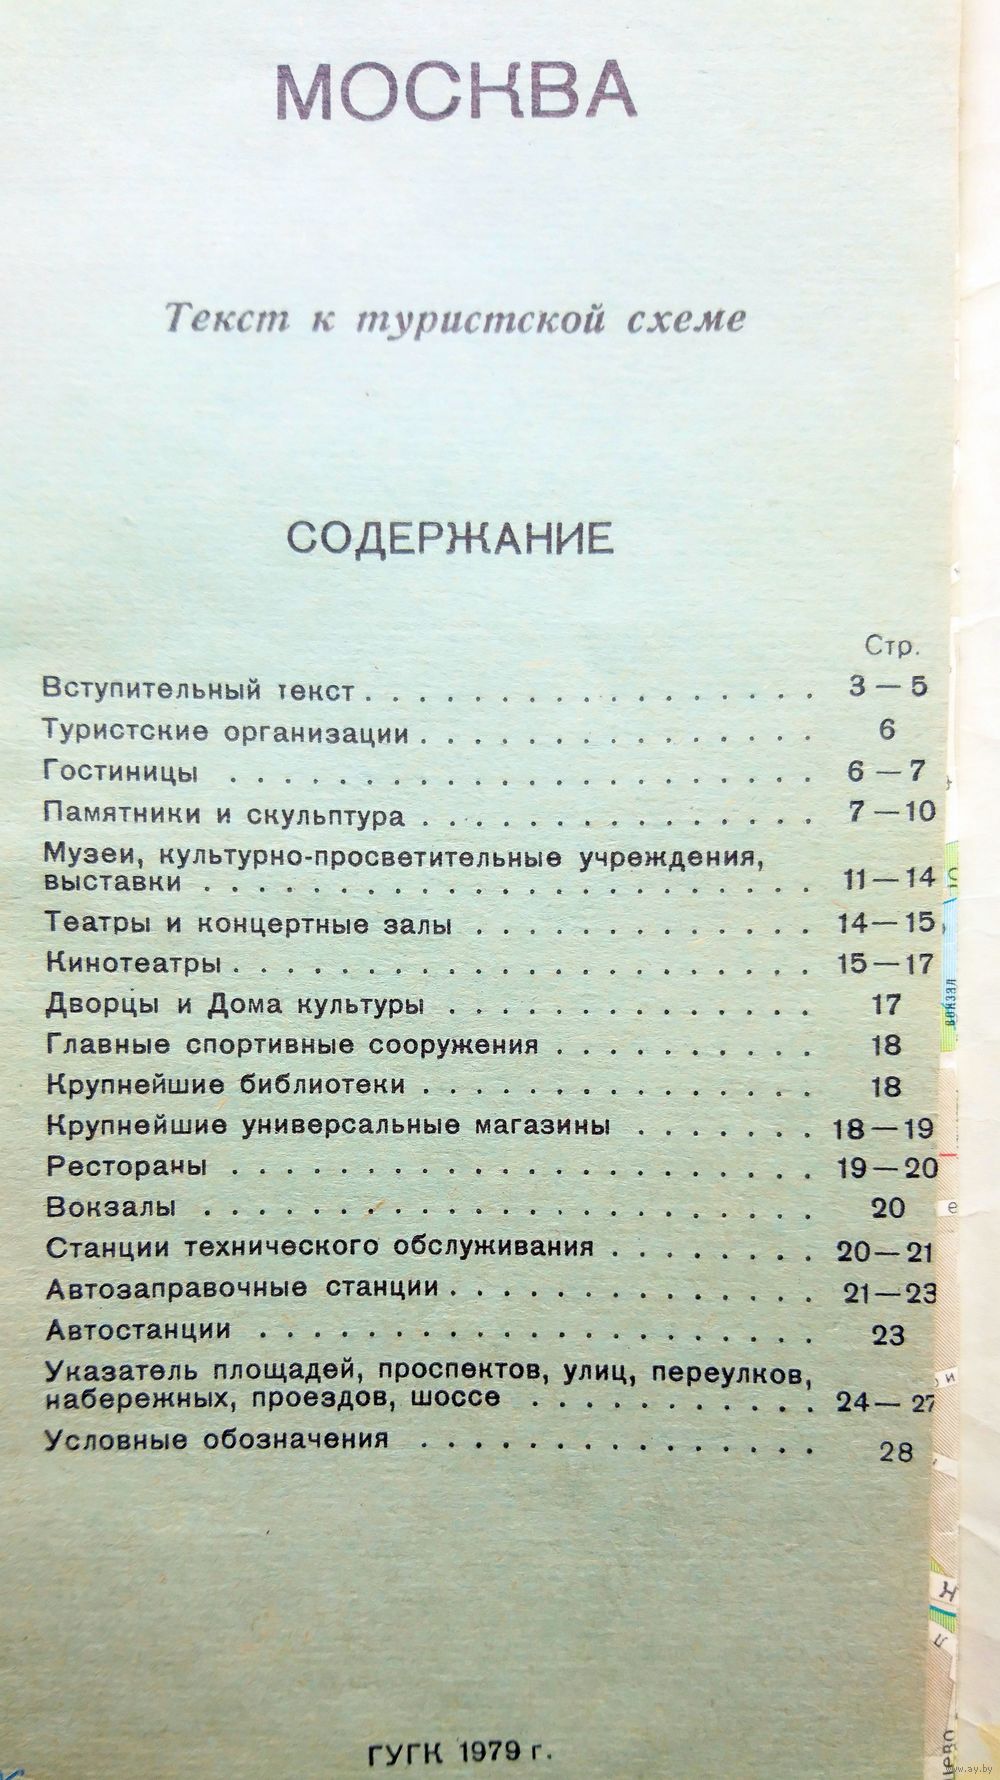 МОСКВА
Текст к туристской схеме
СОДЕРЖАНИЕ
Стр.
Вступительный текст . . . . . . . . . . . . . . . . . 3 — 5
Туристские организации . . . . . . . . . . . . . . . 6
Гостиницы . . . . . . . . . . . . . . . . . . . . . . 6 — 7
Памятники и скульптура . . . . . . . . . . . . . . . 7 — 10
Музеи, культурно-просветительные учреждения,
выставки . . . . . . . . . . . . . . . . . . . . . . . 11 — 14
Театры и концертные залы . . . . . . . . . . . . . 14 — 15
Кинотеатры . . . . . . . . . . . . . . . . . . . . . . 15 — 17
Дворцы и Дома культуры . . . . . . . . . . . . . . 17
Главные спортивные сооружения . . . . . . . . . . 18
Крупнейшие библиотеки . . . . . . . . . . . . . . . 18
Крупнейшие универсальные магазины . . . . . . . 18 — 19
Рестораны . . . . . . . . . . . . . . . . . . . . . . 19 — 20
Вокзалы . . . . . . . . . . . . . . . . . . . . . . . 20
Станции технического обслуживания . . . . . . . . 20 — 21
Автозаправочные станции . . . . . . . . . . . . . . 21 — 23
Автостанции . . . . . . . . . . . . . . . . . . . . . 23
Указатель площадей, проспектов, улиц, переулков,
набережных, проездов, шоссе . . . . . . . . . . . 24 — 27
Условные обозначения . . . . . . . . . . . . . . . 28
ГУГК 1979 г.
вокзал
www.ay.by